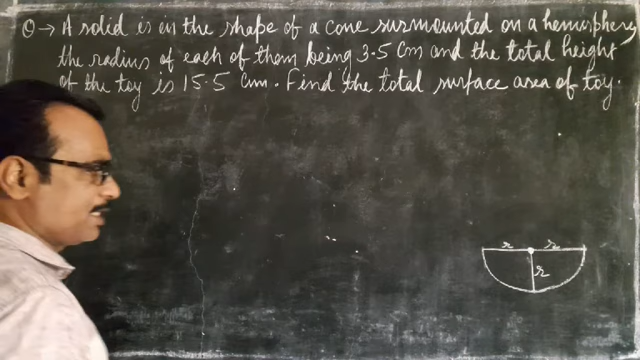 Q → A solid is in the shape of a cone surmounted on a hemisphere,
the radius of each of them being 3.5 cm and the total height
of the toy is 15.5 cm. Find the total surface area of toy.
r r
r